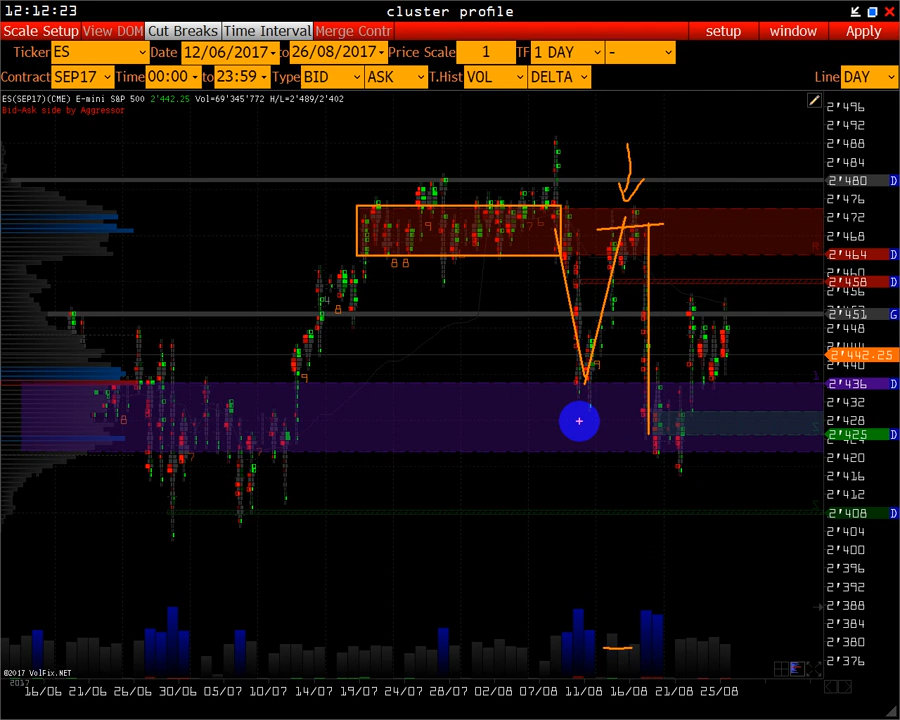 12:12:23 cluster profile
Scale Setup View DOM Cut Breaks Time Interval Merge Contr setup window Apply
Ticker ES Date 12/06/2017 to 26/08/2017 Price Scale 1 TF 1 DAY -
Contract SEP17 Time 00:00 to 23:59 Type BID ASK T.Hist VOL DELTA Line DAY
ES(SEP17)(CME) E-mini S&P 500 2'442.25 Vol=69'345'772 H/L=2'489/2'402
Bid-Ask side by Aggressor
2'496
2'492
2'488
2'484
2'480 D
2'476
2'472
2'468
2'464 D
2'460
2'458 D
2'456
2'451 G
2'448
2'442.25
2'440
2'436 D
2'432
2'428
2'425 D
2'420
2'416
2'412
2'408 D
2'404
2'400
2'396
2'392
2'388
2'384
2'380
2'376
©2017 VolFix.NET
2017
16/06 21/06 26/06 30/06 05/07 10/07 14/07 19/07 24/07 28/07 02/08 07/08 11/08 16/08 21/08 25/08